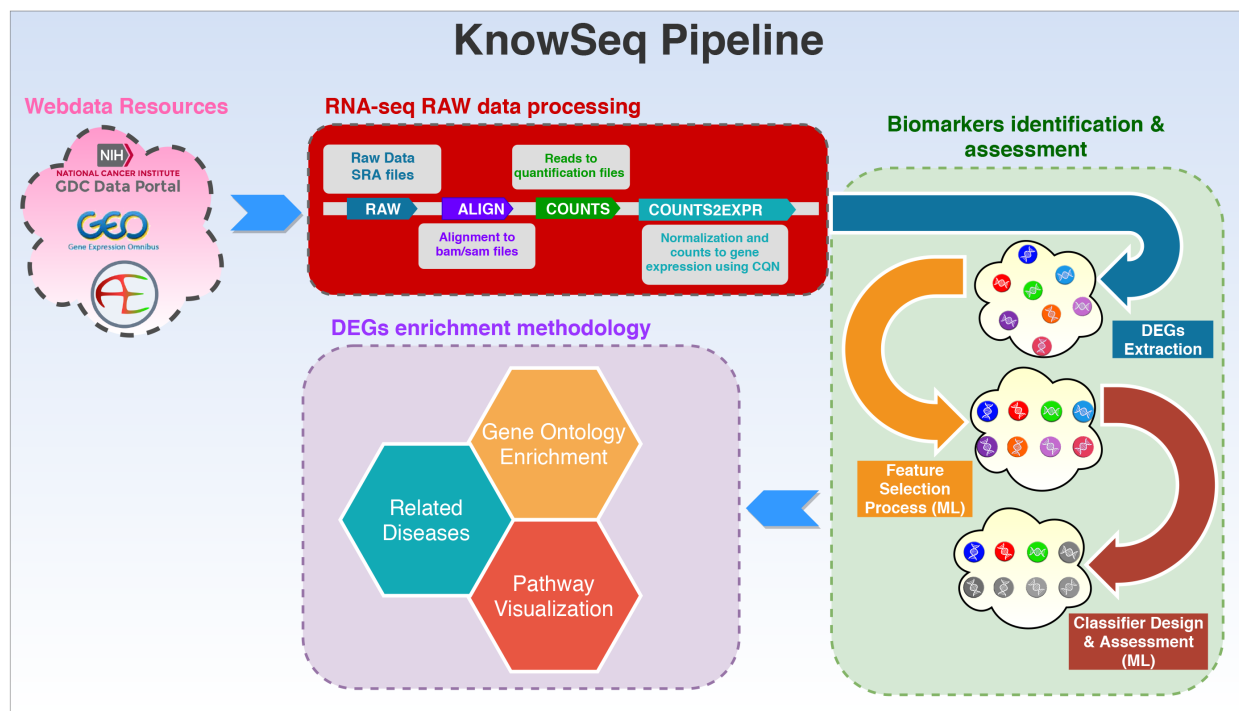 KnowSeq Pipeline
Webdata Resources
NIH
NATIONAL CANCER INSTITUTE
GDC Data Portal
GEO
Gene Expression Omnibus
RNA-seq RAW data processing
Raw Data
SRA files
Reads to
quantification files
RAW
ALIGN
COUNTS
COUNTS2EXPR
Alignment to
bam/sam files
Normalization and
counts to gene
expression using CQN
Biomarkers identification &
assessment
DEGs
Extraction
Feature
Selection
Process (ML)
Classifier Design
& Assessment
(ML)
DEGs enrichment methodology
Gene Ontology
Enrichment
Related
Diseases
Pathway
Visualization